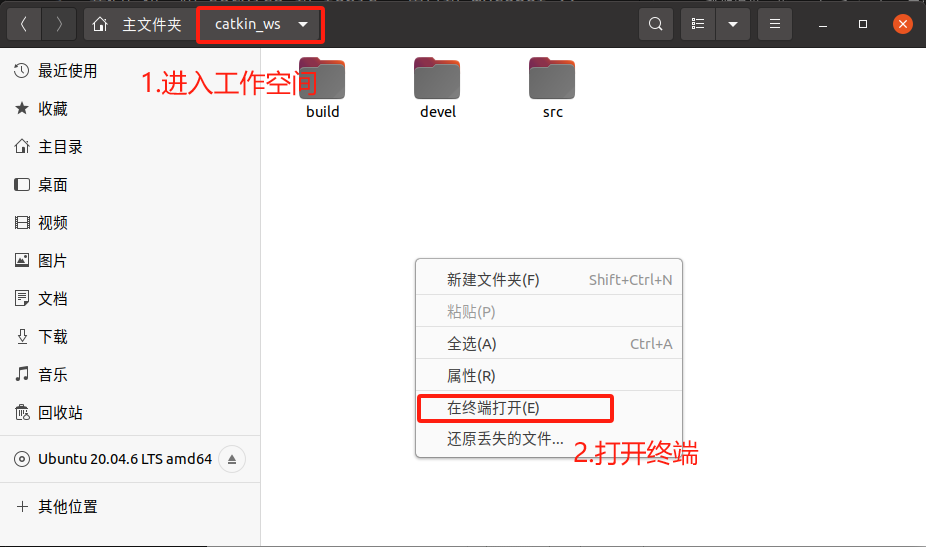 主文件夹
catkin_ws
最近使用
收藏
主目录
桌面
视频
图片
文档
下载
音乐
回收站
Ubuntu 20.04.6 LTS amd64
其他位置
1.进入工作空间
build
devel
src
新建文件夹(F) Shift+Ctrl+N
粘贴(P)
全选(A) Ctrl+A
属性(R)
在终端打开(E)
还原丢失的文件...
2.打开终端